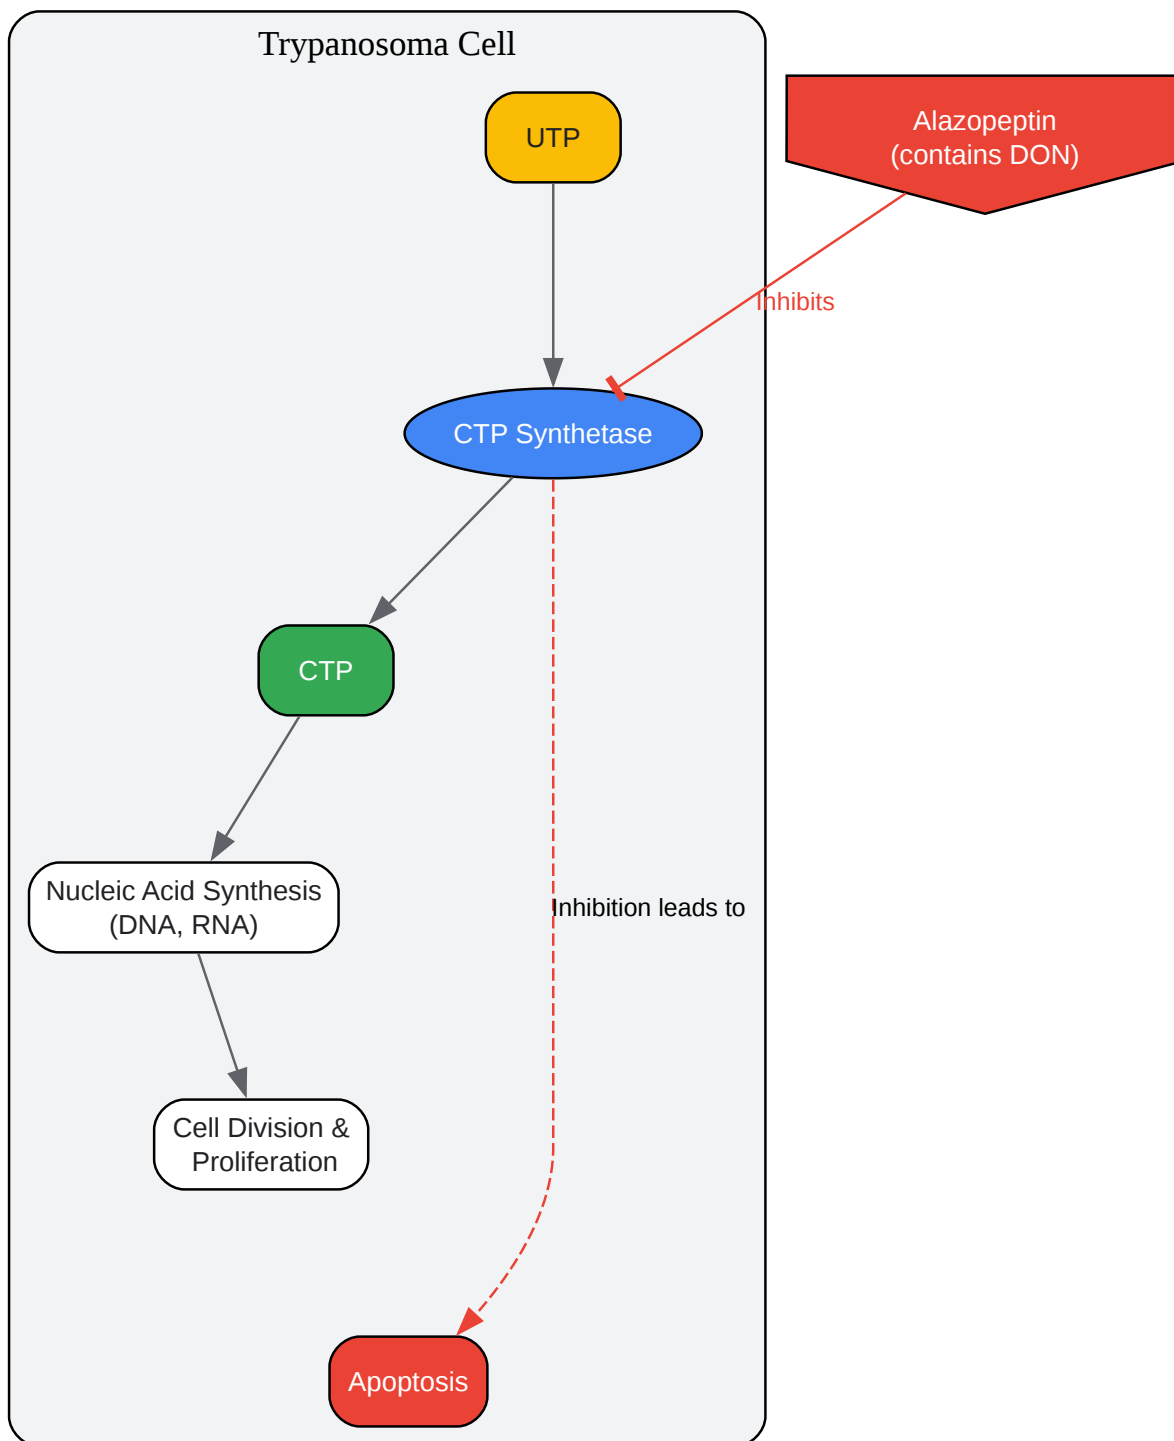 Trypanosoma Cell
UTP
Alazopeptin
(contains DON)
Inhibits
CTP Synthetase
CTP
Nucleic Acid Synthesis
(DNA, RNA)
Inhibition leads to
Cell Division &
Proliferation
Apoptosis